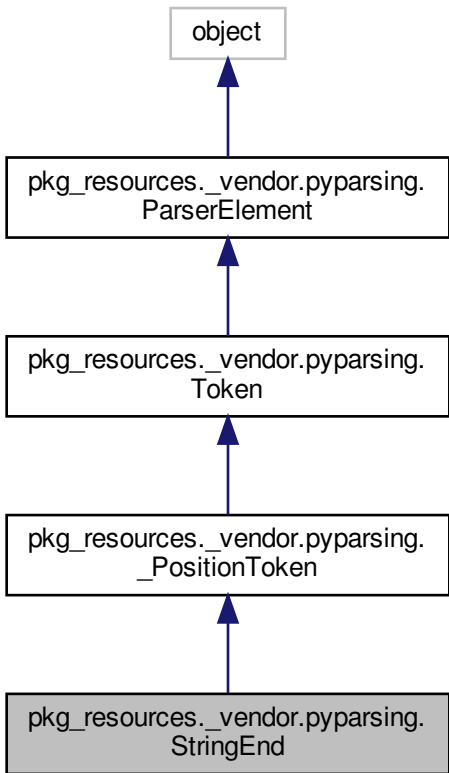 object
pkg_resources._vendor.pyparsing.
ParserElement
pkg_resources._vendor.pyparsing.
Token
pkg_resources._vendor.pyparsing.
_PositionToken
pkg_resources._vendor.pyparsing.
StringEnd